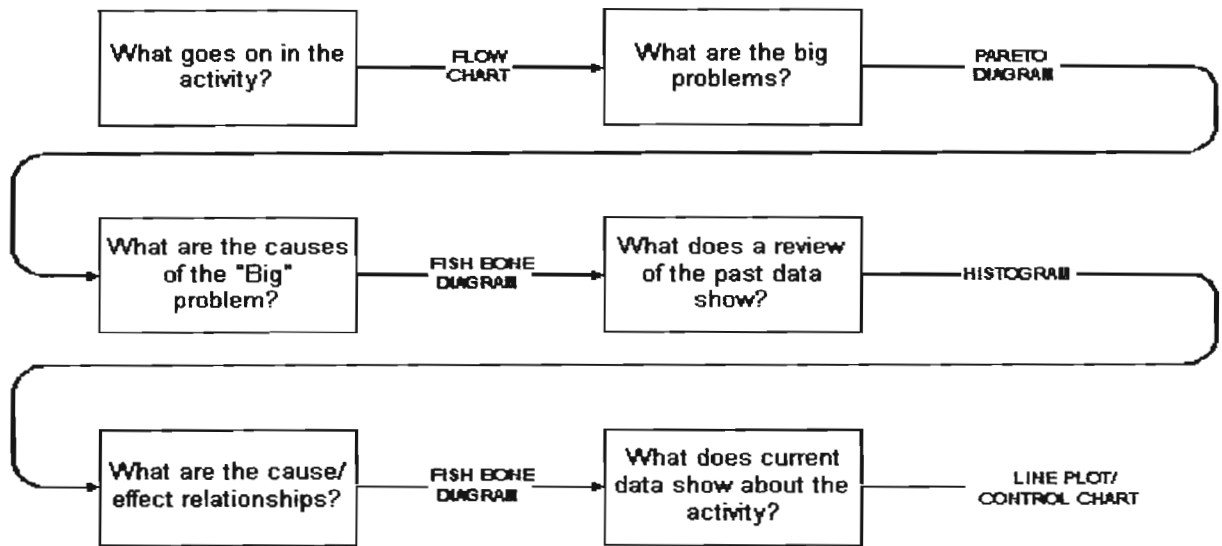 What goes on in the
activity?
FLOW
CHART
What are the big
problems?
PARETO
DIAGRAM
What are the causes
of the "Big"
problem?
FISH BONE
DIAGRAM
What does a review
of the past data
show?
HISTOGRAM
What are the cause/
effect relationships?
FISH BONE
DIAGRAM
What does current
data show about the
activity?
LINE PLOT/
CONTROL CHART